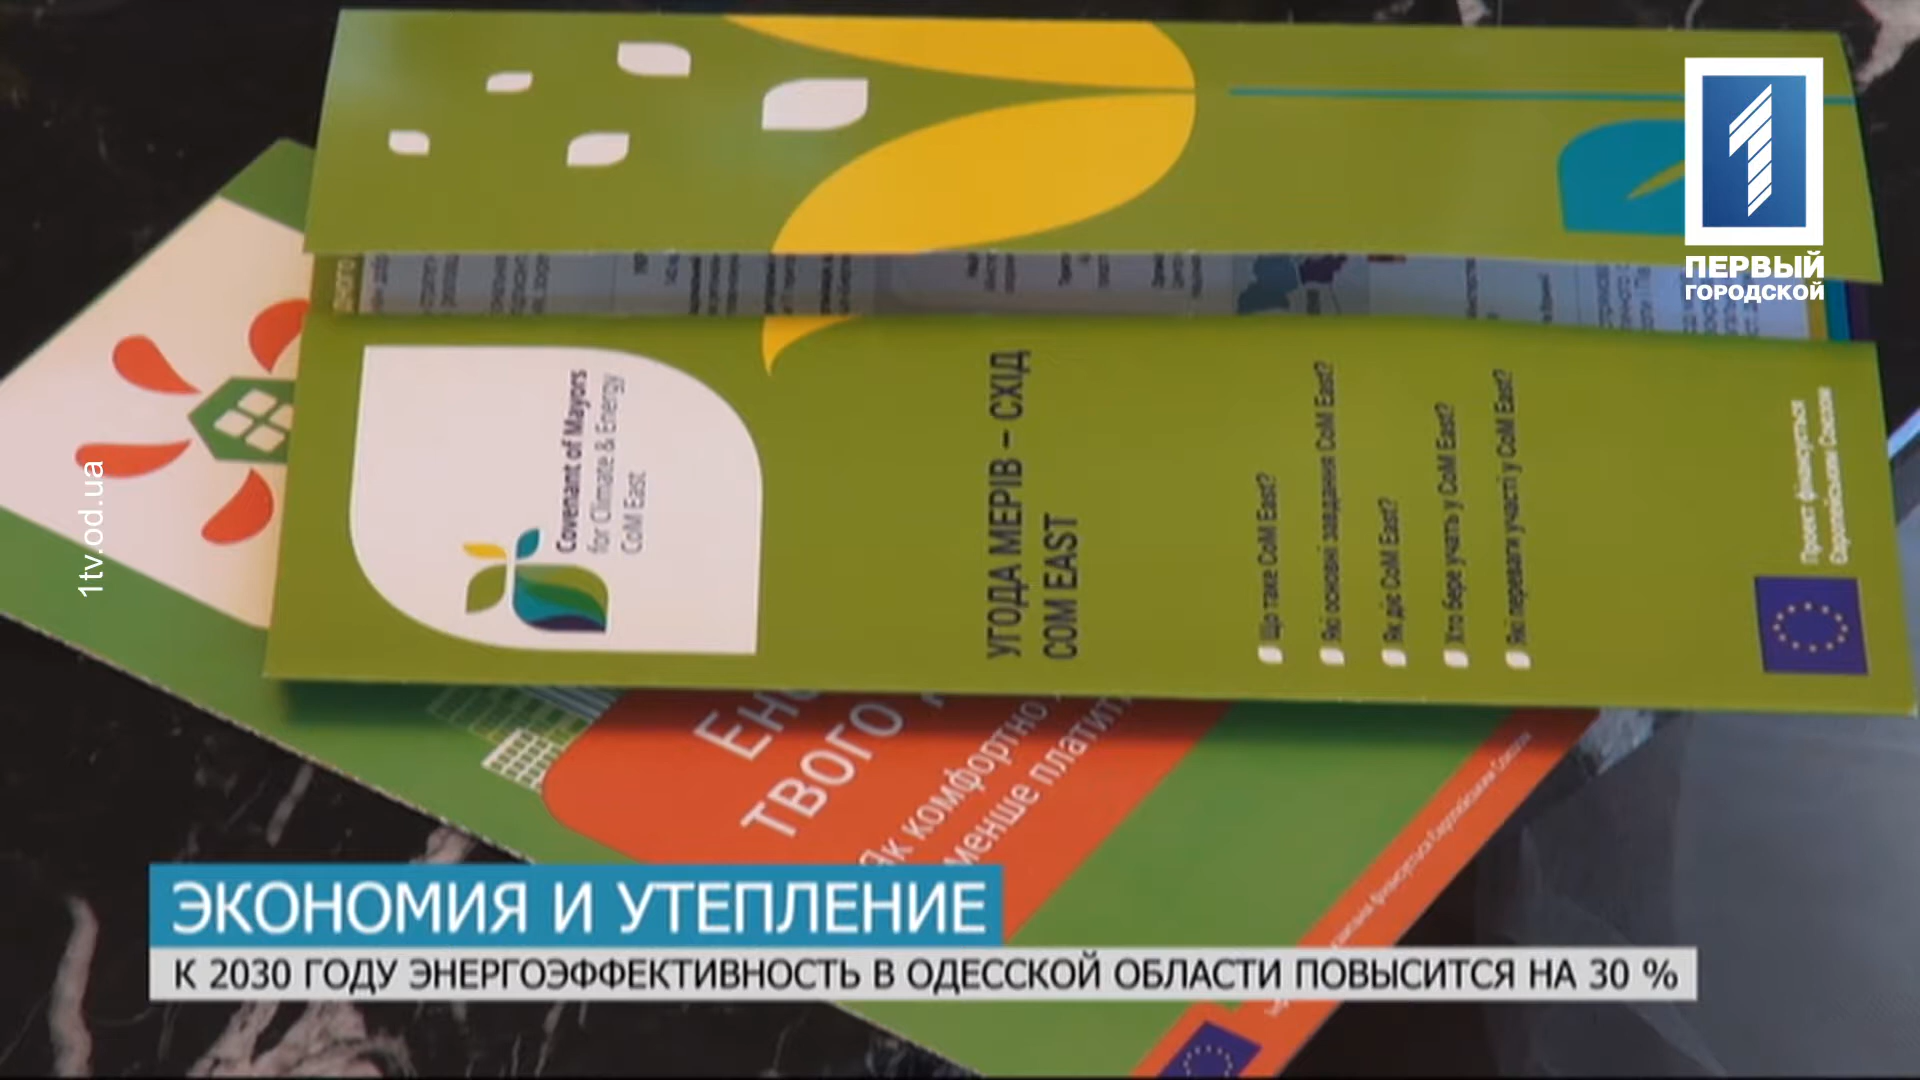 ПЕРВЫЙ
ГОРОДСКОЙ
1tv.od.ua
Covenant of Mayors
for Climate & Energy
CoM East
УГОДА МЕРІВ – СХІД
COM EAST
Що таке CoM East?
Які основні завдання CoM East?
Як діє CoM East?
Хто бере участь у CoM East?
Які переваги участі у CoM East?
Проект фінансується
Європейським Союзом
ТВОГО
Як комфортно
менше платити
ЭКОНОМИЯ И УТЕПЛЕНИЕ
К 2030 ГОДУ ЭНЕРГОЭФФЕКТИВНОСТЬ В ОДЕССКОЙ ОБЛАСТИ ПОВЫСИТСЯ НА 30 %